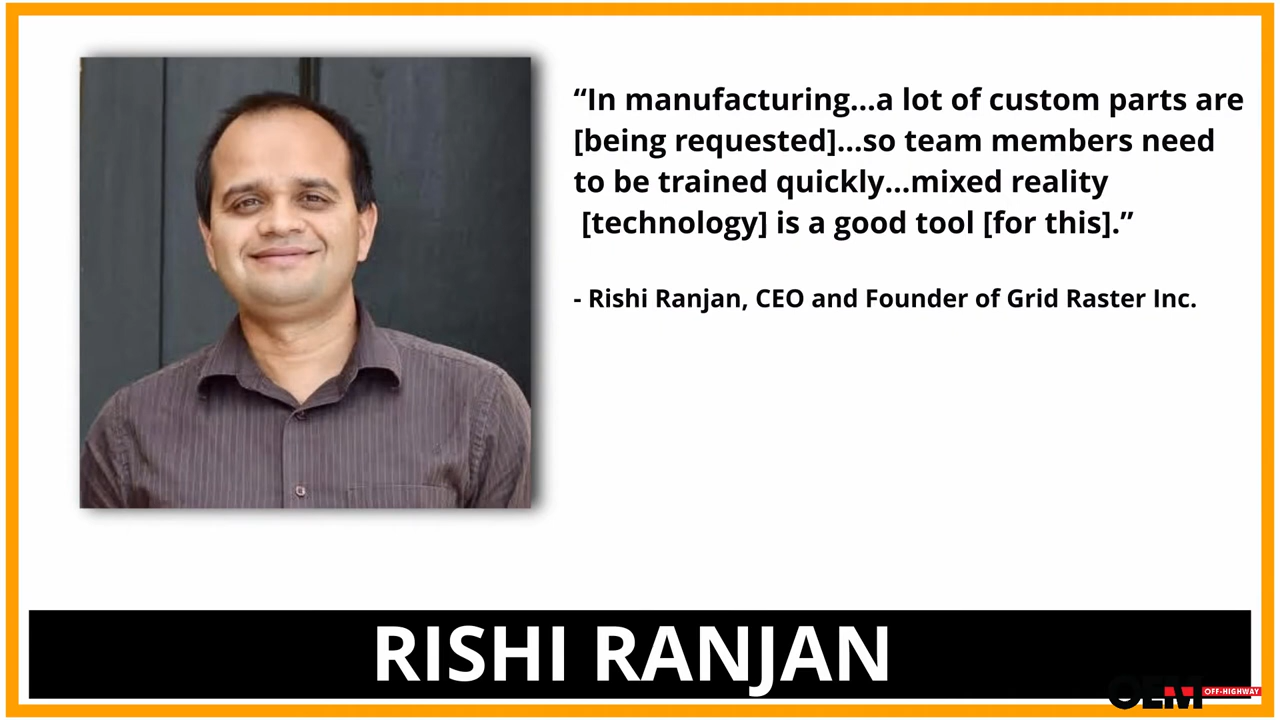 “In manufacturing...a lot of custom parts are
[being requested]...so team members need
to be trained quickly...mixed reality
[technology] is a good tool [for this].”
- Rishi Ranjan, CEO and Founder of Grid Raster Inc.
RISHI RANJAN
OEM OFF-HIGHWAY